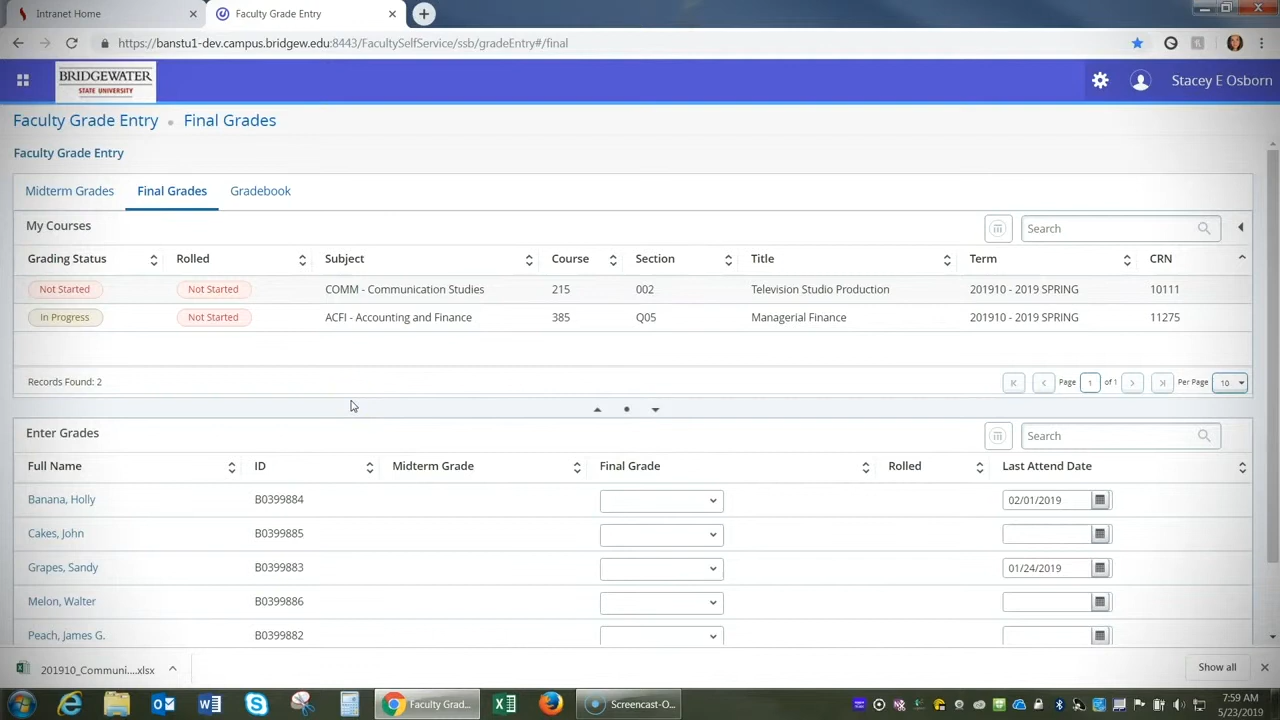 Intranet Home
Faculty Grade Entry
https://banstu1-dev.campus.bridgew.edu:8443/FacultySelfService/ssb/gradeEntry#/final
BRIDGEWATER
STATE UNIVERSITY
Stacey E Osborn
Faculty Grade Entry • Final Grades
Faculty Grade Entry
Midterm Grades Final Grades Gradebook
My Courses Search
Grading Status Rolled Subject Course Section Title Term CRN
Not Started Not Started COMM - Communication Studies 215 002 Television Studio Production 201910 - 2019 SPRING 10111
In Progress Not Started ACFI - Accounting and Finance 385 Q05 Managerial Finance 201910 - 2019 SPRING 11275
Records Found: 2 Page 1 of 1 Per Page 10
Enter Grades Search
Full Name ID Midterm Grade Final Grade Rolled Last Attend Date
Banana, Holly B0399884 02/01/2019
Cakes, John B0399885
Grapes, Sandy B0399883 01/24/2019
Melon, Walter B0399886
Peach, James G. B0399882
201910_Communi....xlsx Show all
Faculty Grad... Screencast-O...
7:59 AM
5/23/2019